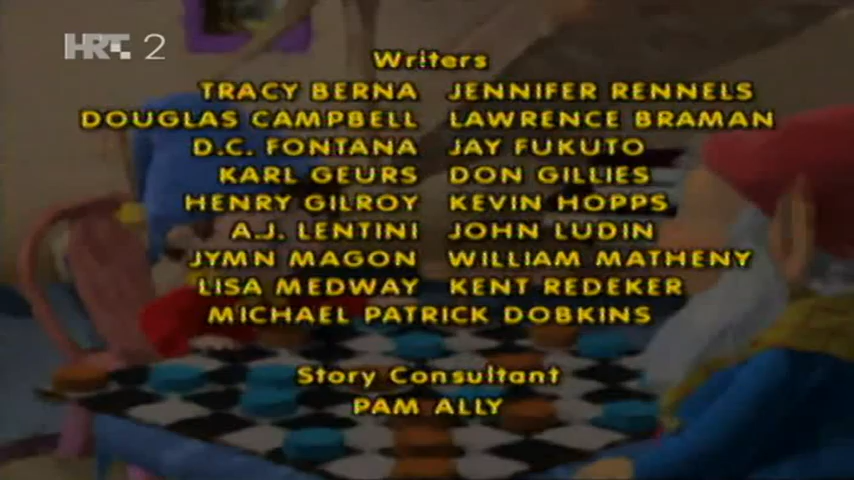 HRT 2
Writers
TRACY BERNA JENNIFER RENNELS
DOUGLAS CAMPBELL LAWRENCE BRAMAN
D.C. FONTANA JAY FUKUTO
KARL GEURS DON GILLIES
HENRY GILROY KEVIN HOPPS
A.J. LENTINI JOHN LUDIN
JYMN MAGON WILLIAM MATHENY
LISA MEDWAY KENT REDEKER
MICHAEL PATRICK DOBKINS
Story Consultant
PAM ALLY